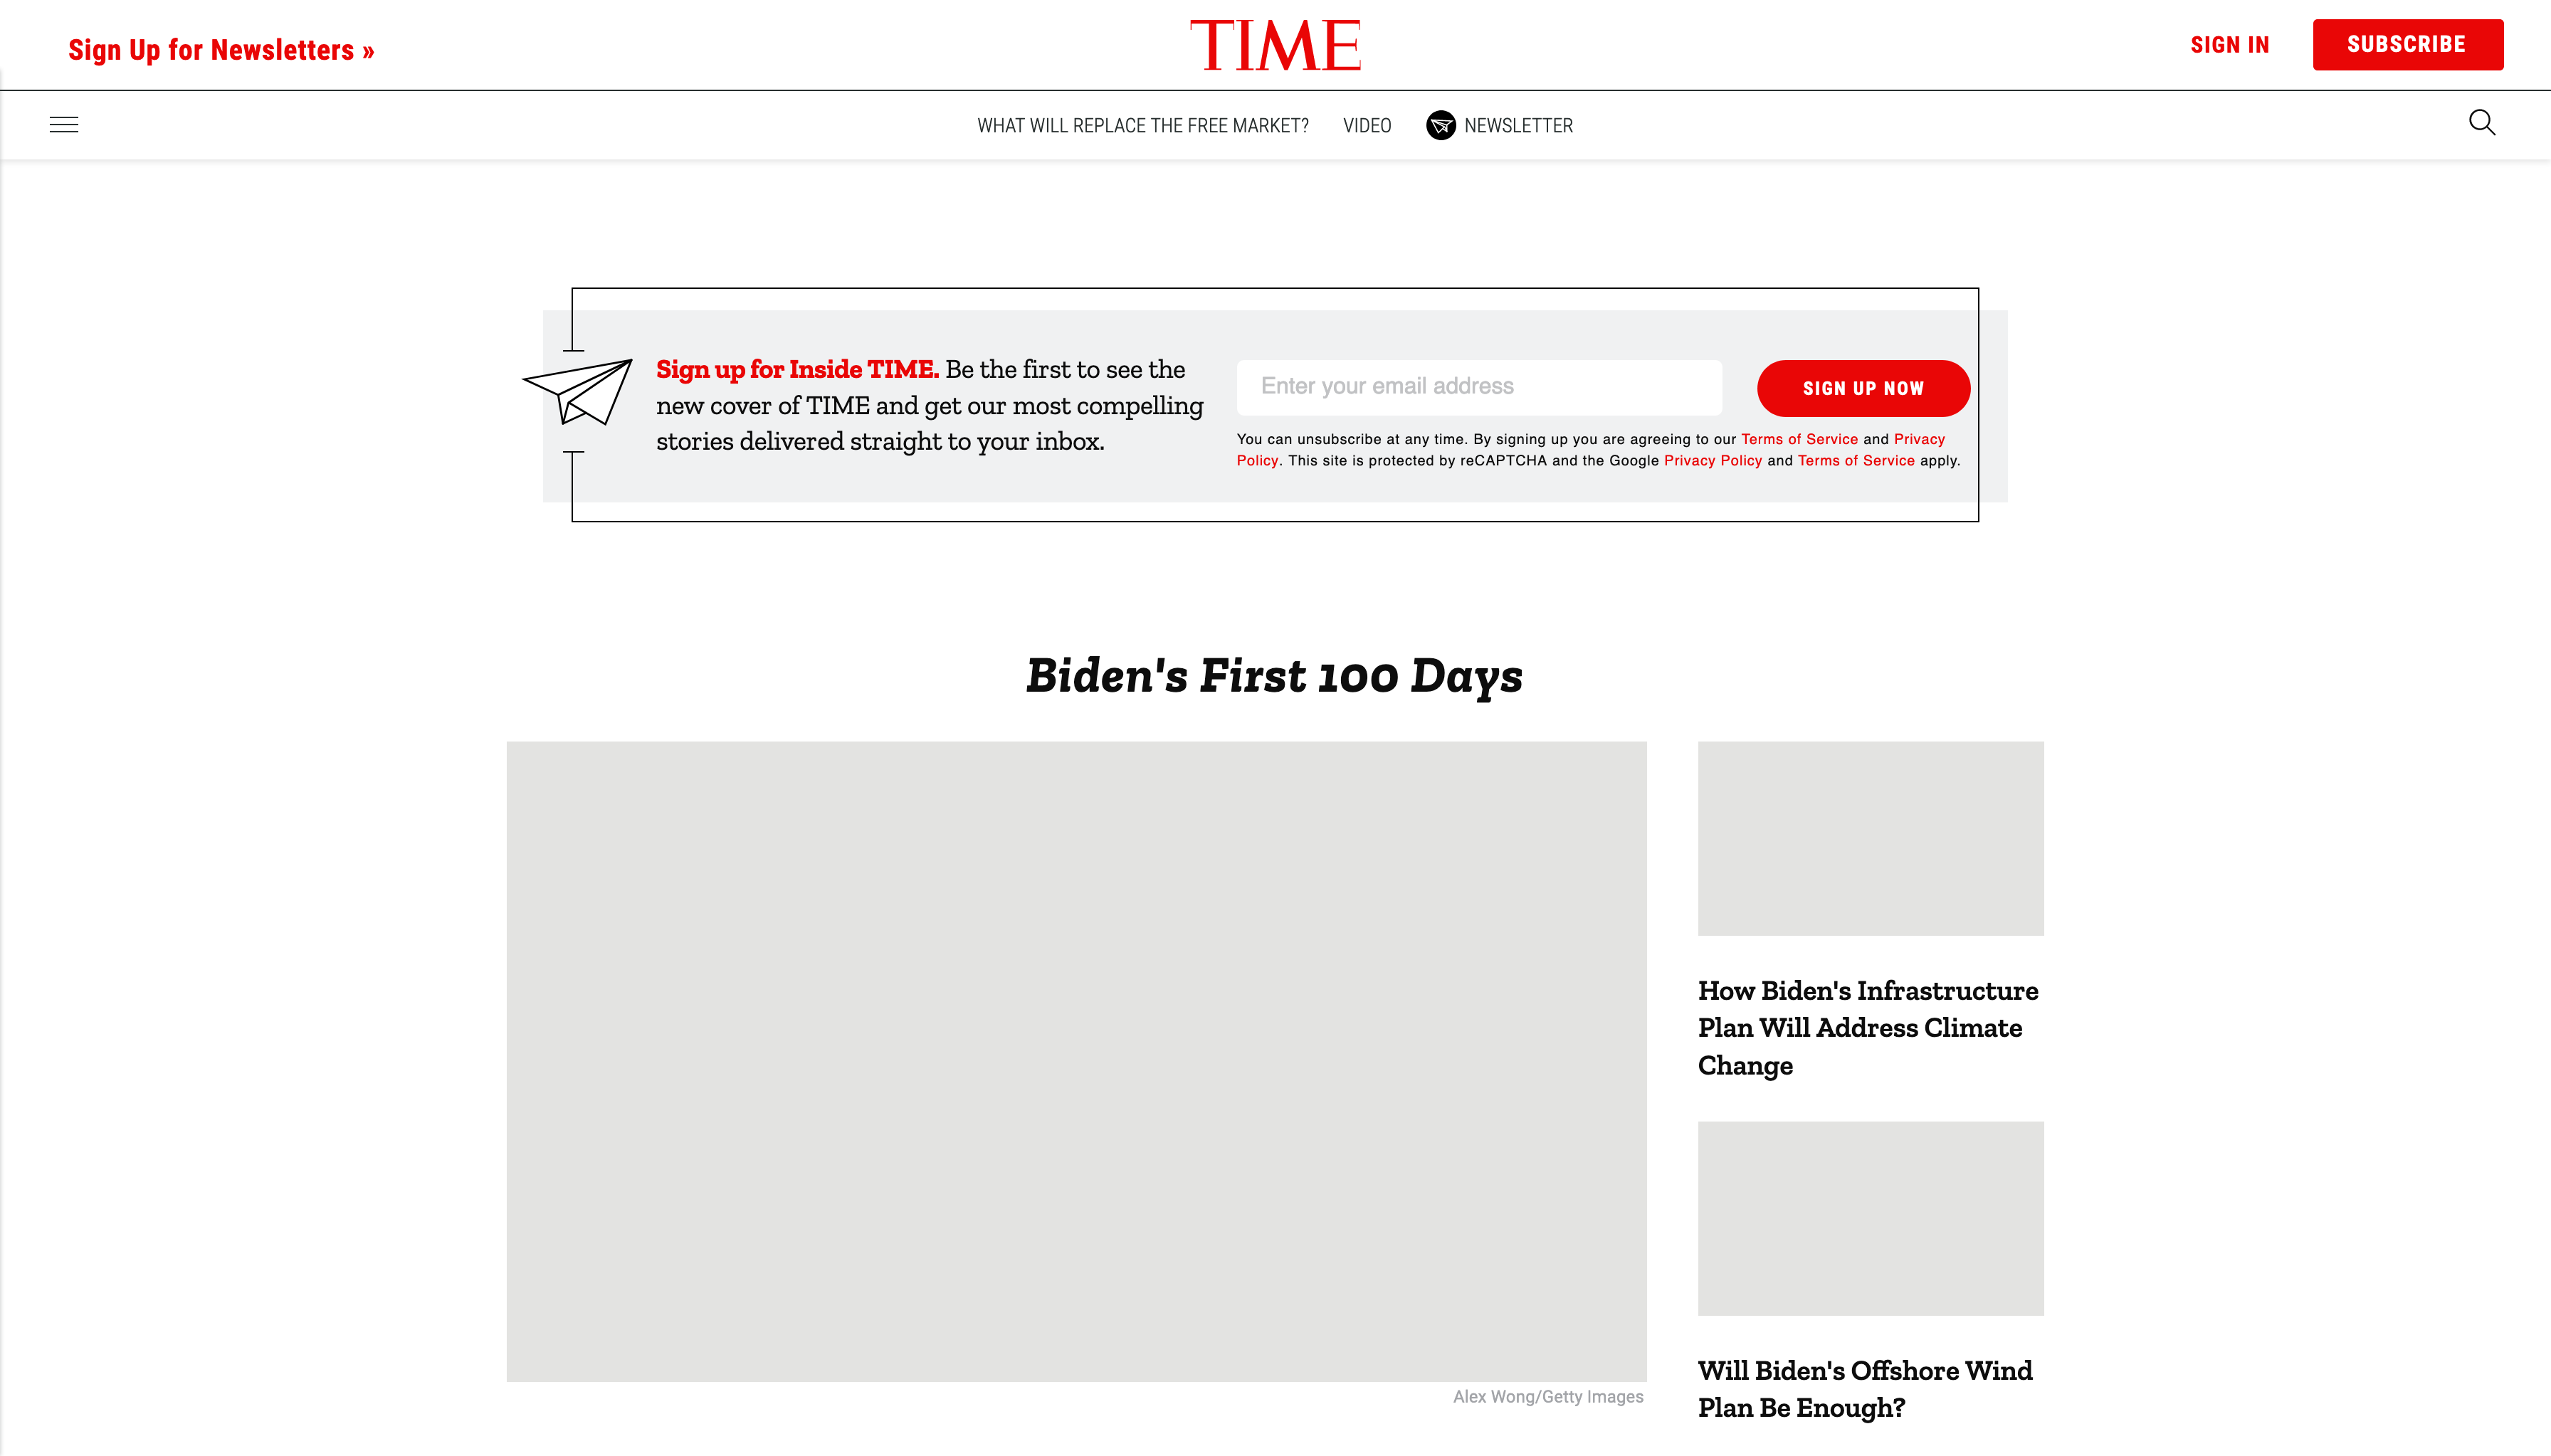 Sign Up for Newsletters »
TIME
SIGN IN
SUBSCRIBE
WHAT WILL REPLACE THE FREE MARKET?
VIDEO
NEWSLETTER
Sign up for Inside TIME. Be the first to see the
new cover of TIME and get our most compelling
stories delivered straight to your inbox.
Enter your email address
SIGN UP NOW
You can unsubscribe at any time. By signing up you are agreeing to our Terms of Service and Privacy
Policy. This site is protected by reCAPTCHA and the Google Privacy Policy and Terms of Service apply.
Biden's First 100 Days
Alex Wong/Getty Images
How Biden's Infrastructure
Plan Will Address Climate
Change
Will Biden's Offshore Wind
Plan Be Enough?